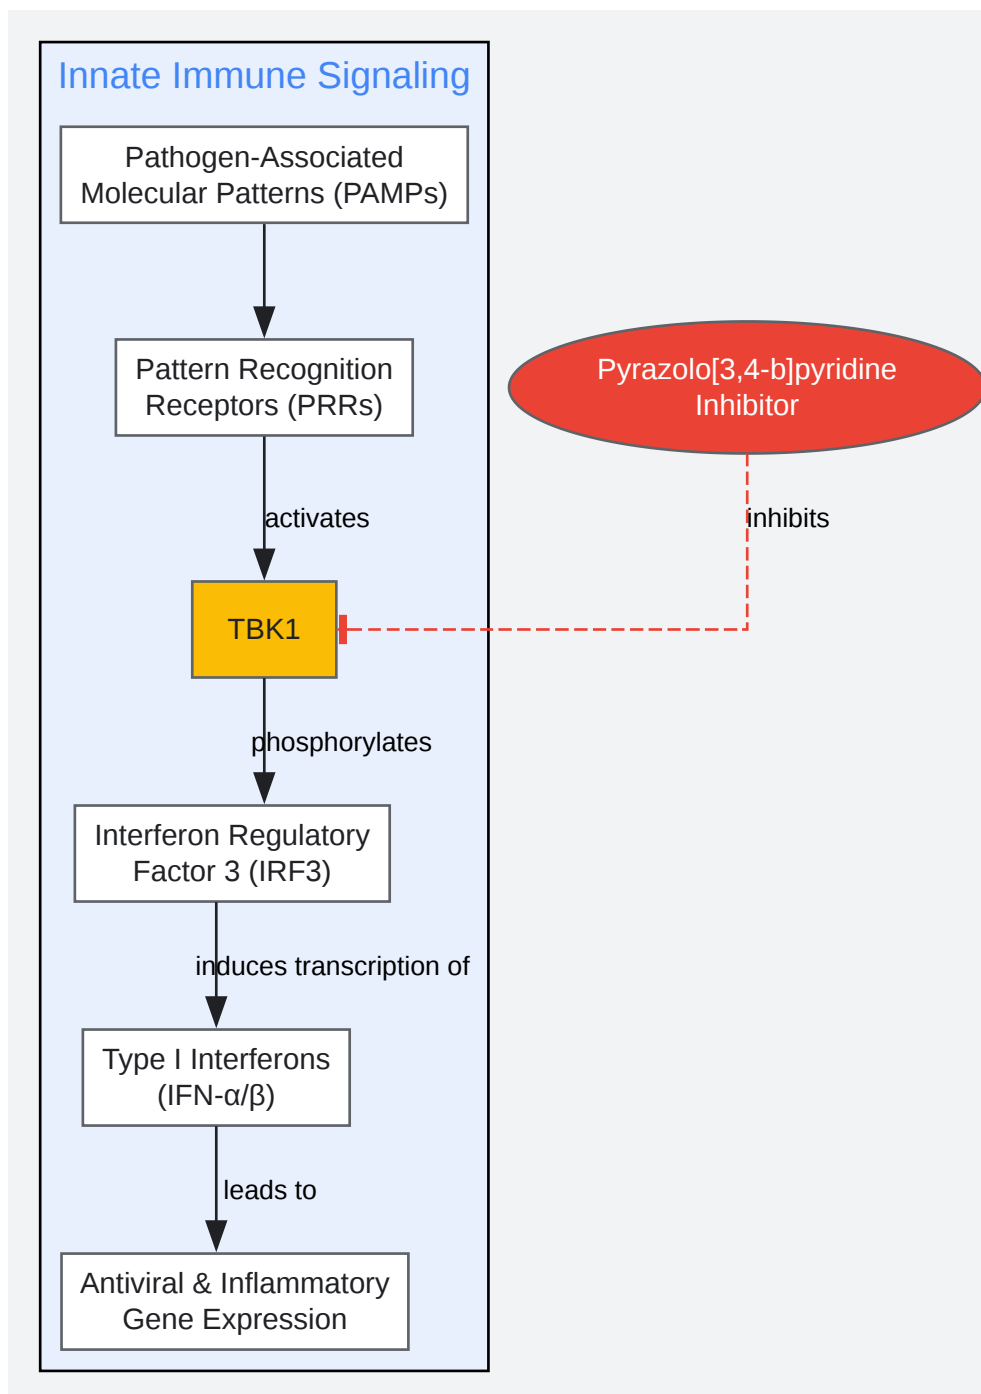 Innate Immune Signaling
Pathogen-Associated
Molecular Patterns (PAMPs)
Pattern Recognition
Receptors (PRRs)
Pyrazolo[3,4-b]pyridine
Inhibitor
activates
inhibits
TBK1
phosphorylates
Interferon Regulatory
Factor 3 (IRF3)
induces transcription of
Type I Interferons
(IFN-α/β)
leads to
Antiviral & Inflammatory
Gene Expression